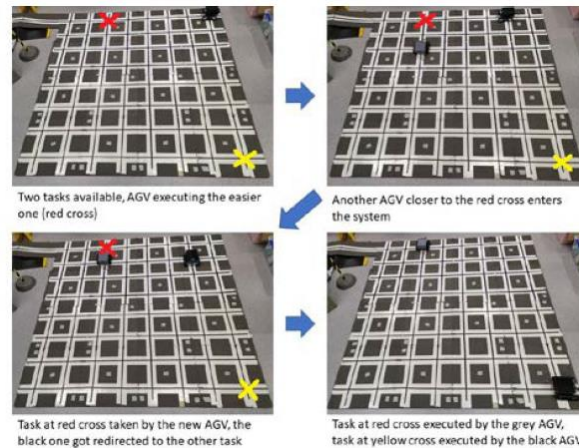 Two tasks available, AGV executing the easier
one (red cross)
Another AGV closer to the red cross enters
the system
Task at red cross taken by the new AGV, the
black one got redirected to the other task
Task at red cross executed by the grey AGV,
task at yellow cross executed by the black AGV